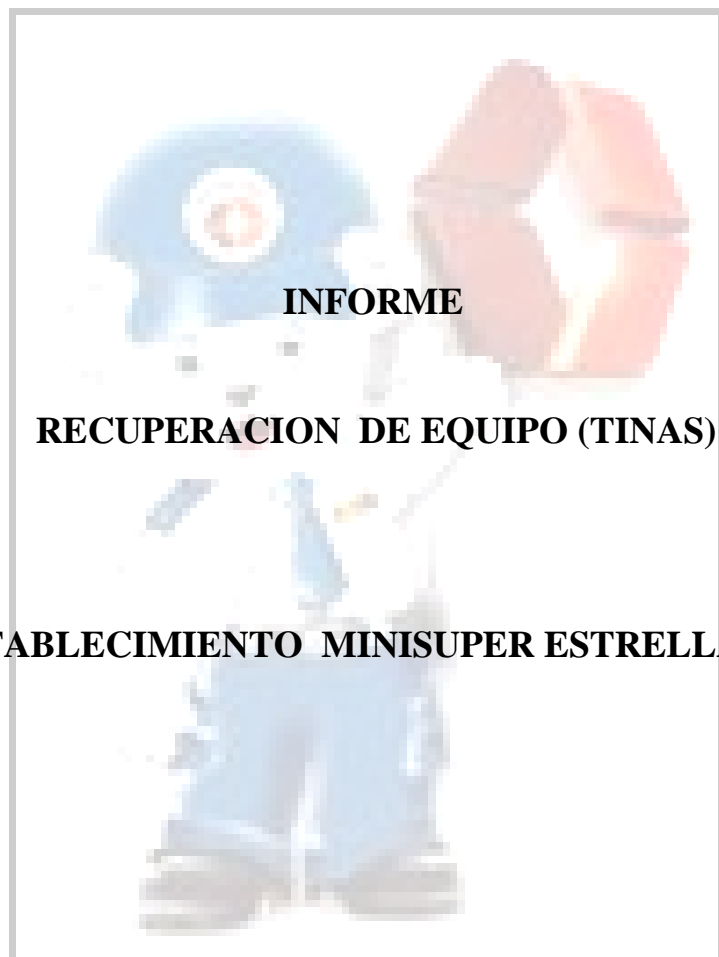 INFORME
RECUPERACION DE EQUIPO (TINAS)
TABLECIMIENTO MINISUPER ESTRELLA